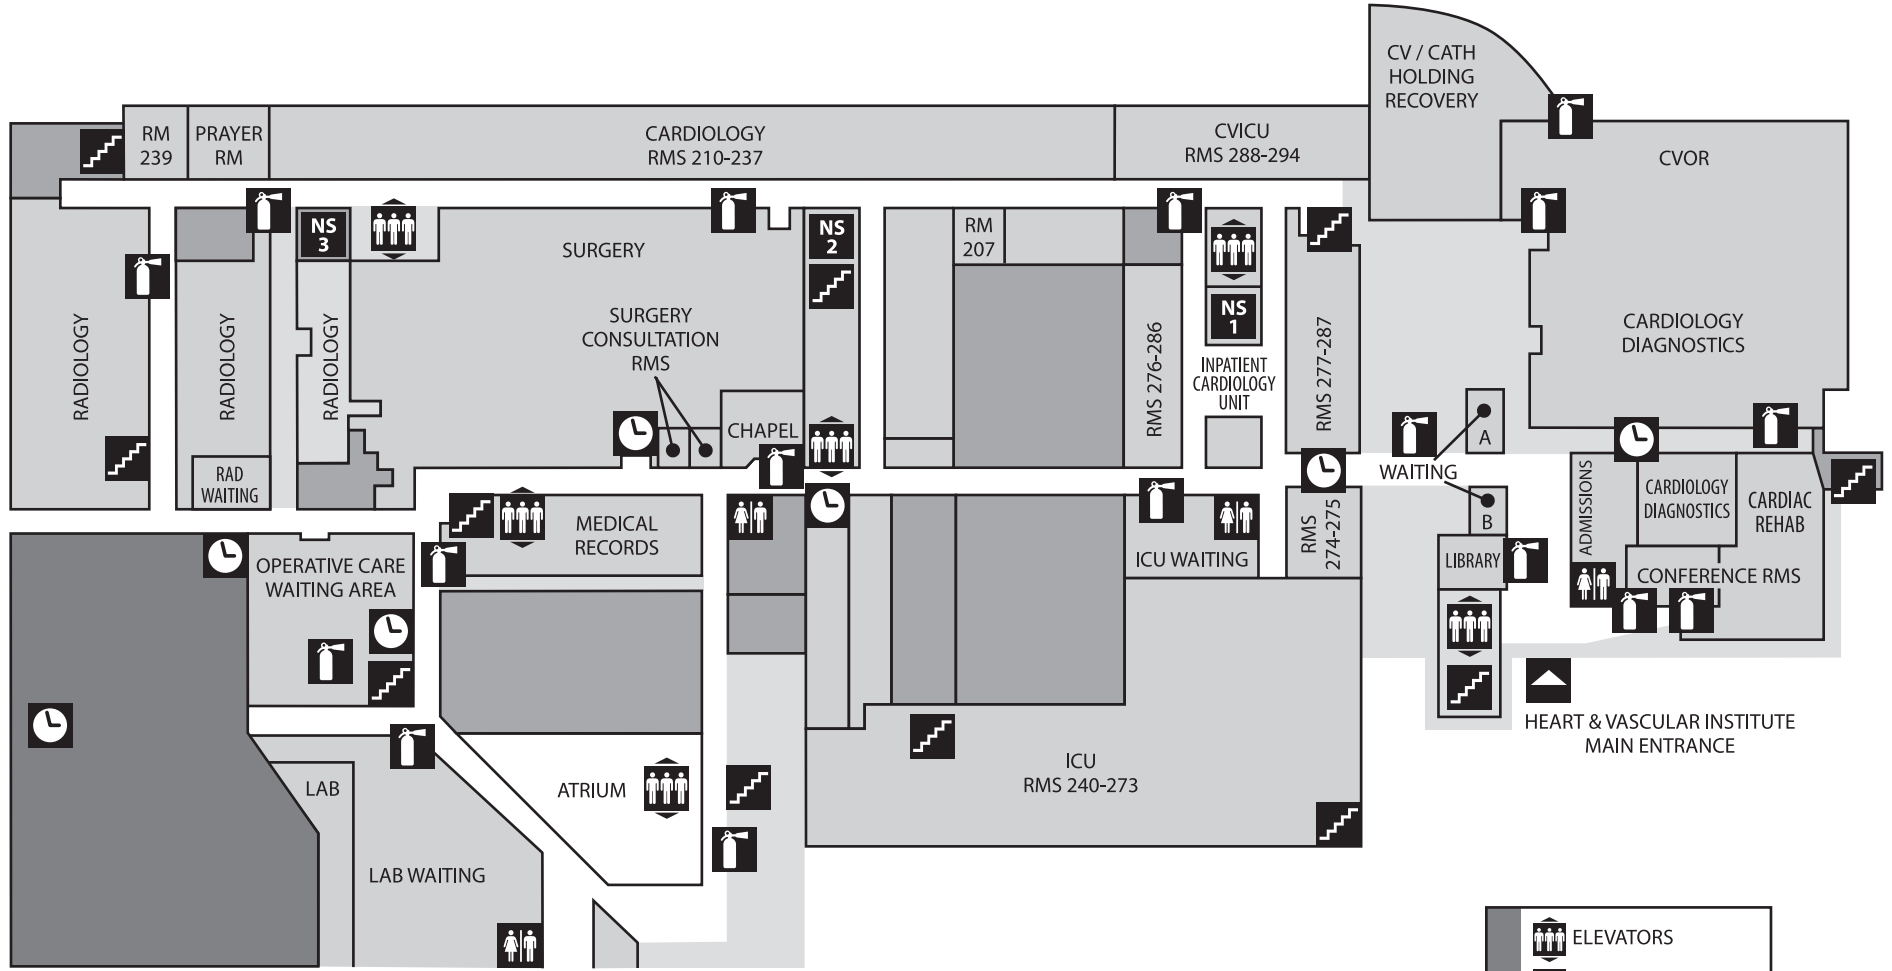 CV / CATH
HOLDING
RECOVERY
RM
239
PRAYER
RM
CARDIOLOGY
RMS 210-237
CVICU
RMS 288-294
CVOR
NS
3
SURGERY
NS
2
RM
207
NS
1
RADIOLOGY
RADIOLOGY
RADIOLOGY
SURGERY
CONSULTATION
RMS
RMS 276-286
INPATIENT
CARDIOLOGY
UNIT
RMS 277-287
CARDIOLOGY
DIAGNOSTICS
CHAPEL
A
WAITING
B
RAD
WAITING
MEDICAL
RECORDS
ICU WAITING
RMS
274-275
LIBRARY
ADMISSIONS
CARDIOLOGY
DIAGNOSTICS
CARDIAC
REHAB
CONFERENCE RMS
OPERATIVE CARE
WAITING AREA
HEART & VASCULAR INSTITUTE
MAIN ENTRANCE
LAB
ATRIUM
ICU
RMS 240-273
LAB WAITING
ELEVATORS